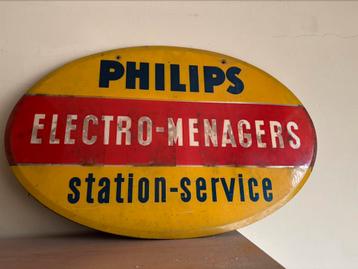 PHILIPS
ELECTRO-MENAGERS
station-service